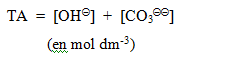 TA = [OH⊖] + [CO₃⊖⊖]
(en mol dm⁻³)